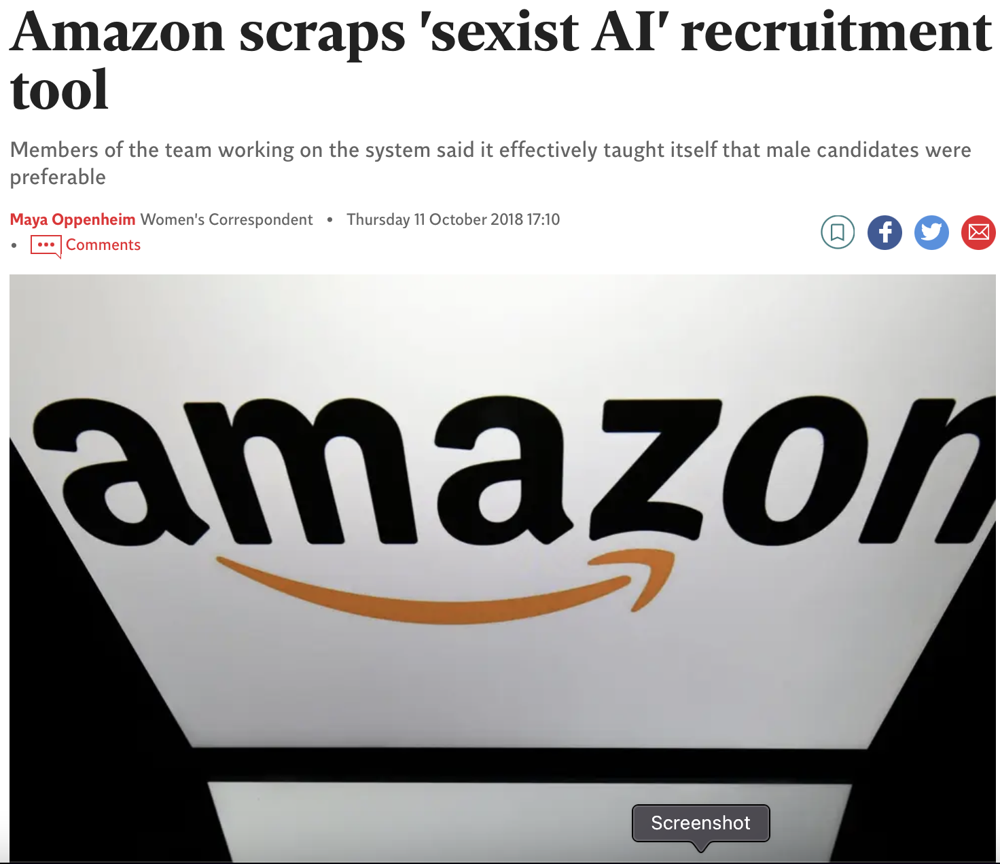 Amazon scraps 'sexist AI' recruitment
tool
Members of the team working on the system said it effectively taught itself that male candidates were
preferable
Maya Oppenheim Women's Correspondent • Thursday 11 October 2018 17:10
• Comments
amazon
Screenshot